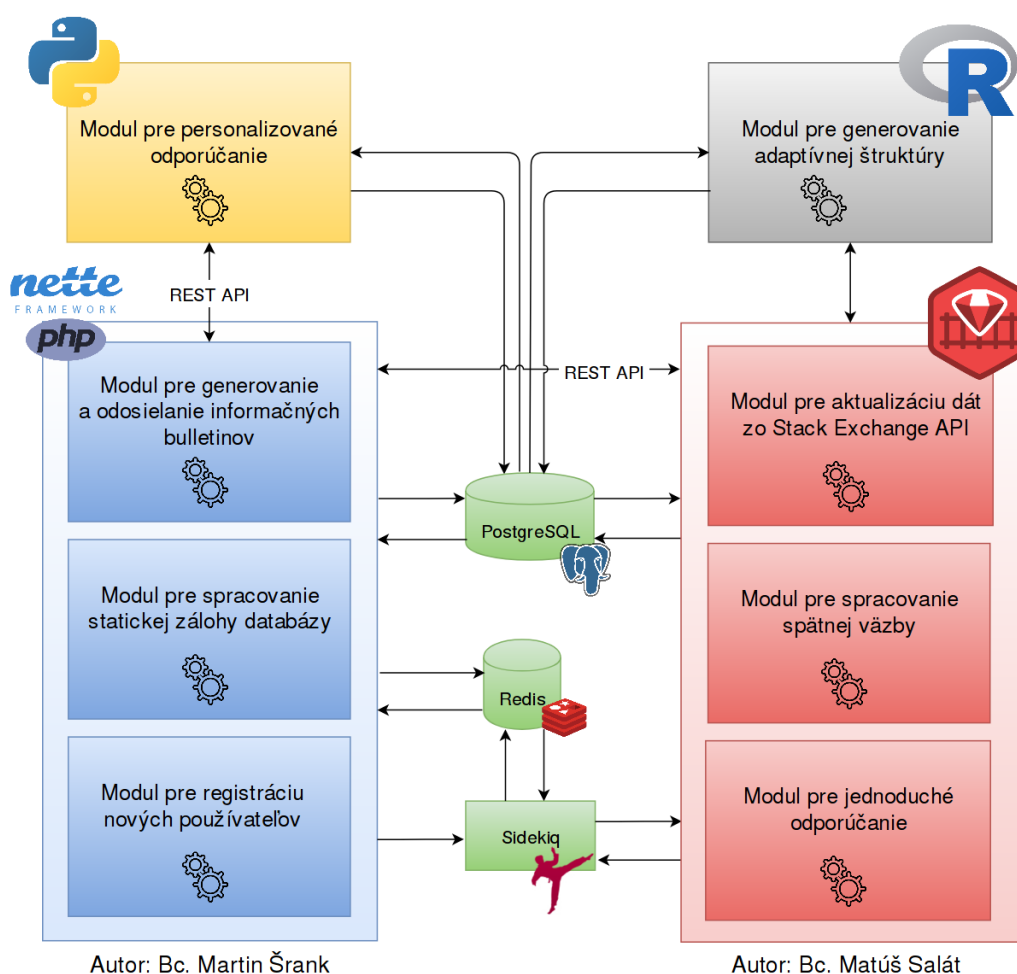 Modul pre personalizované
odporúčanie
R
Modul pre generovanie
adaptívnej štruktúry
nette
FRAMEWORK
php
REST API
Modul pre generovanie
a odosielanie informačných
bulletinov
REST API
Modul pre aktualizáciu dát
zo Stack Exchange API
PostgreSQL
Modul pre spracovanie
statickej zálohy databázy
Modul pre spracovanie
spätnej väzby
Redis
Modul pre registráciu
nových používateľov
Sidekiq
Modul pre jednoduché
odporúčanie
Autor: Bc. Martin Šrank
Autor: Bc. Matúš Salát